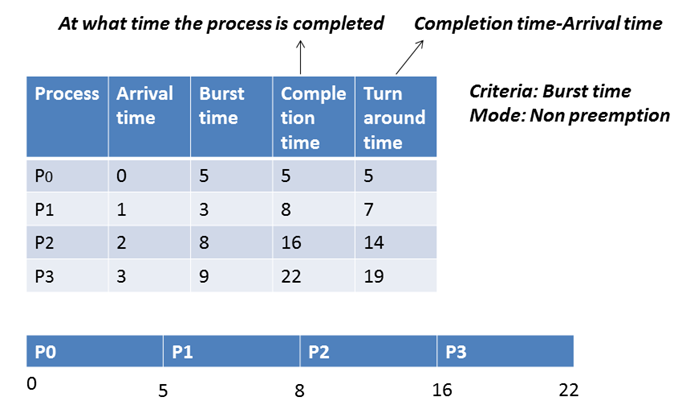 At what time the process is completed
Completion time-Arrival time
Criteria: Burst time
Mode: Non preemption
Process Arrival time Burst time Comple tion time Turn around time
P0 0 5 5 5
P1 1 3 8 7
P2 2 8 16 14
P3 3 9 22 19
P0 P1 P2 P3
0 5 8 16 22